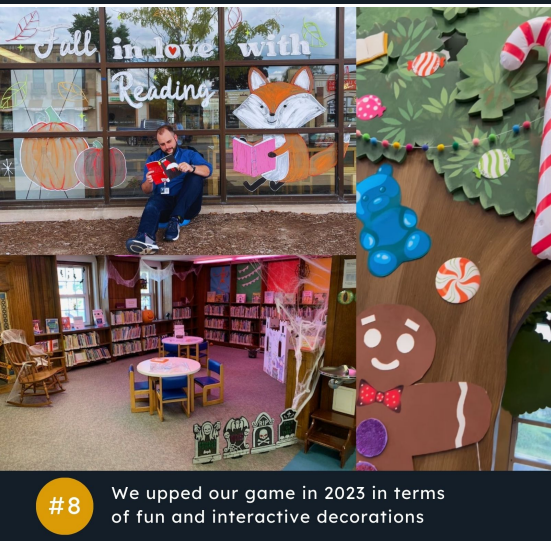 Fall in love with
Reading
#8
We upped our game in 2023 in terms
of fun and interactive decorations